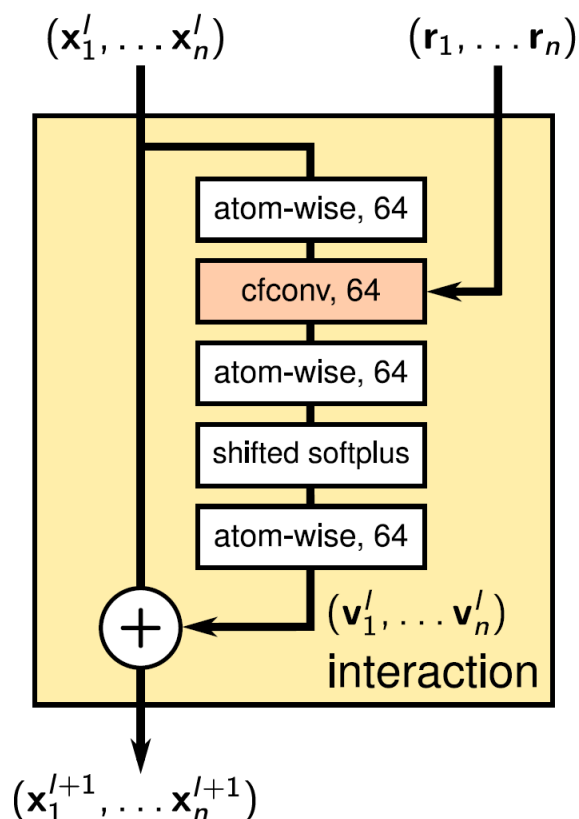 (x₁ˡ, . . . xₙˡ) (r₁, . . . rₙ)
atom-wise, 64
cfconv, 64
atom-wise, 64
shifted softplus
atom-wise, 64
+
(v₁ˡ, . . . vₙˡ)
interaction
(x₁ˡ⁺¹, . . . xₙˡ⁺¹)